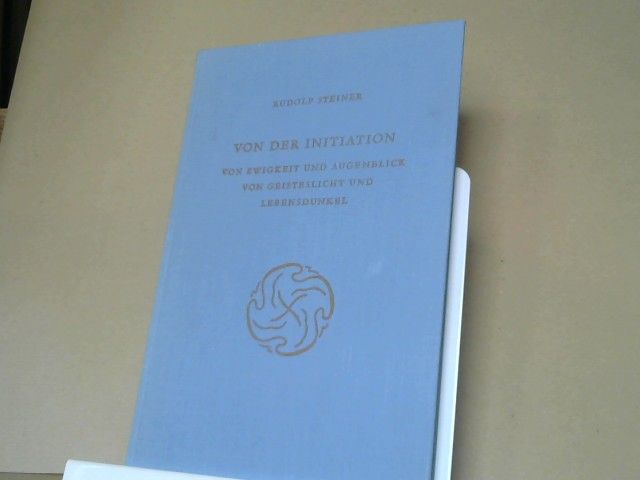 RUDOLF STEINER
VON DER INITIATION
VON EWIGKEIT UND AUGENBLICK
VON GEISTESLICHT UND
LEBENSDUNKEL